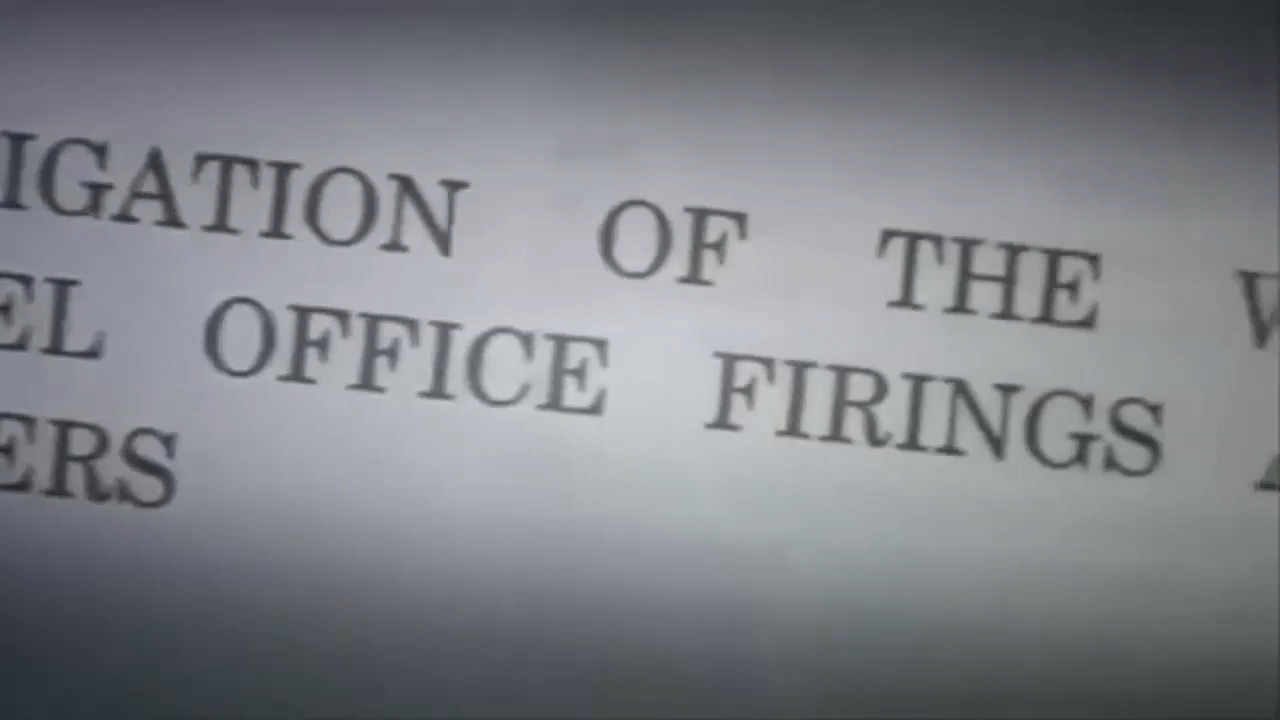 IGATION OF THE W
EL OFFICE FIRINGS A
ERS